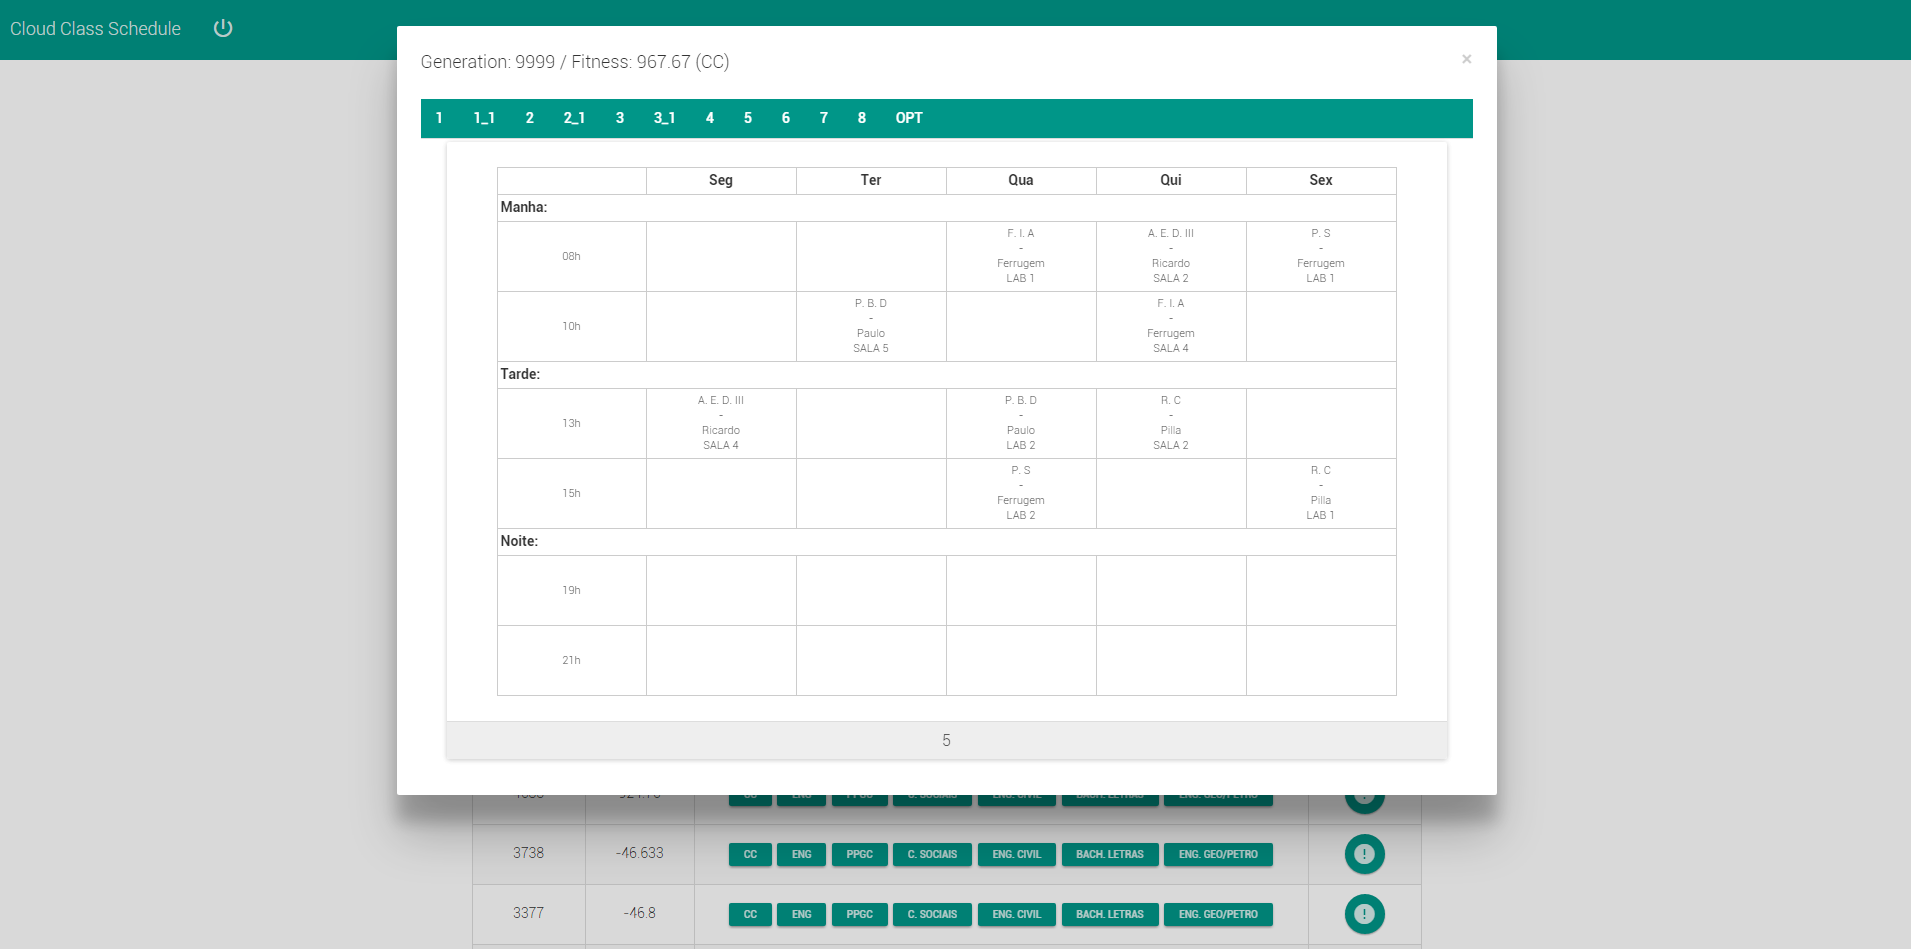 Cloud Class Schedule
Generation: 9999 / Fitness: 967.67 (CC)
×
1 1_1 2 2_1 3 3_1 4 5 6 7 8 OPT
Seg Ter Qua Qui Sex
Manha:
08h
F. I. A
-
Ferrugem
LAB 1
A. E. D. III
-
Ricardo
SALA 2
P. S
-
Ferrugem
LAB 1
10h
P. B. D
-
Paulo
SALA 5
F. I. A
-
Ferrugem
SALA 4
Tarde:
13h
A. E. D. III
-
Ricardo
SALA 4
P. B. D
-
Paulo
LAB 2
R. C
-
Pilla
SALA 2
15h
P. S
-
Ferrugem
LAB 2
R. C
-
Pilla
LAB 1
Noite:
19h
21h
5
3738 -46.633 CC ENG PPGC C. SOCIAIS ENG. CIVIL BACH. LETRAS ENG. GEO/PETRO !
3377 -46.8 CC ENG PPGC C. SOCIAIS ENG. CIVIL BACH. LETRAS ENG. GEO/PETRO !